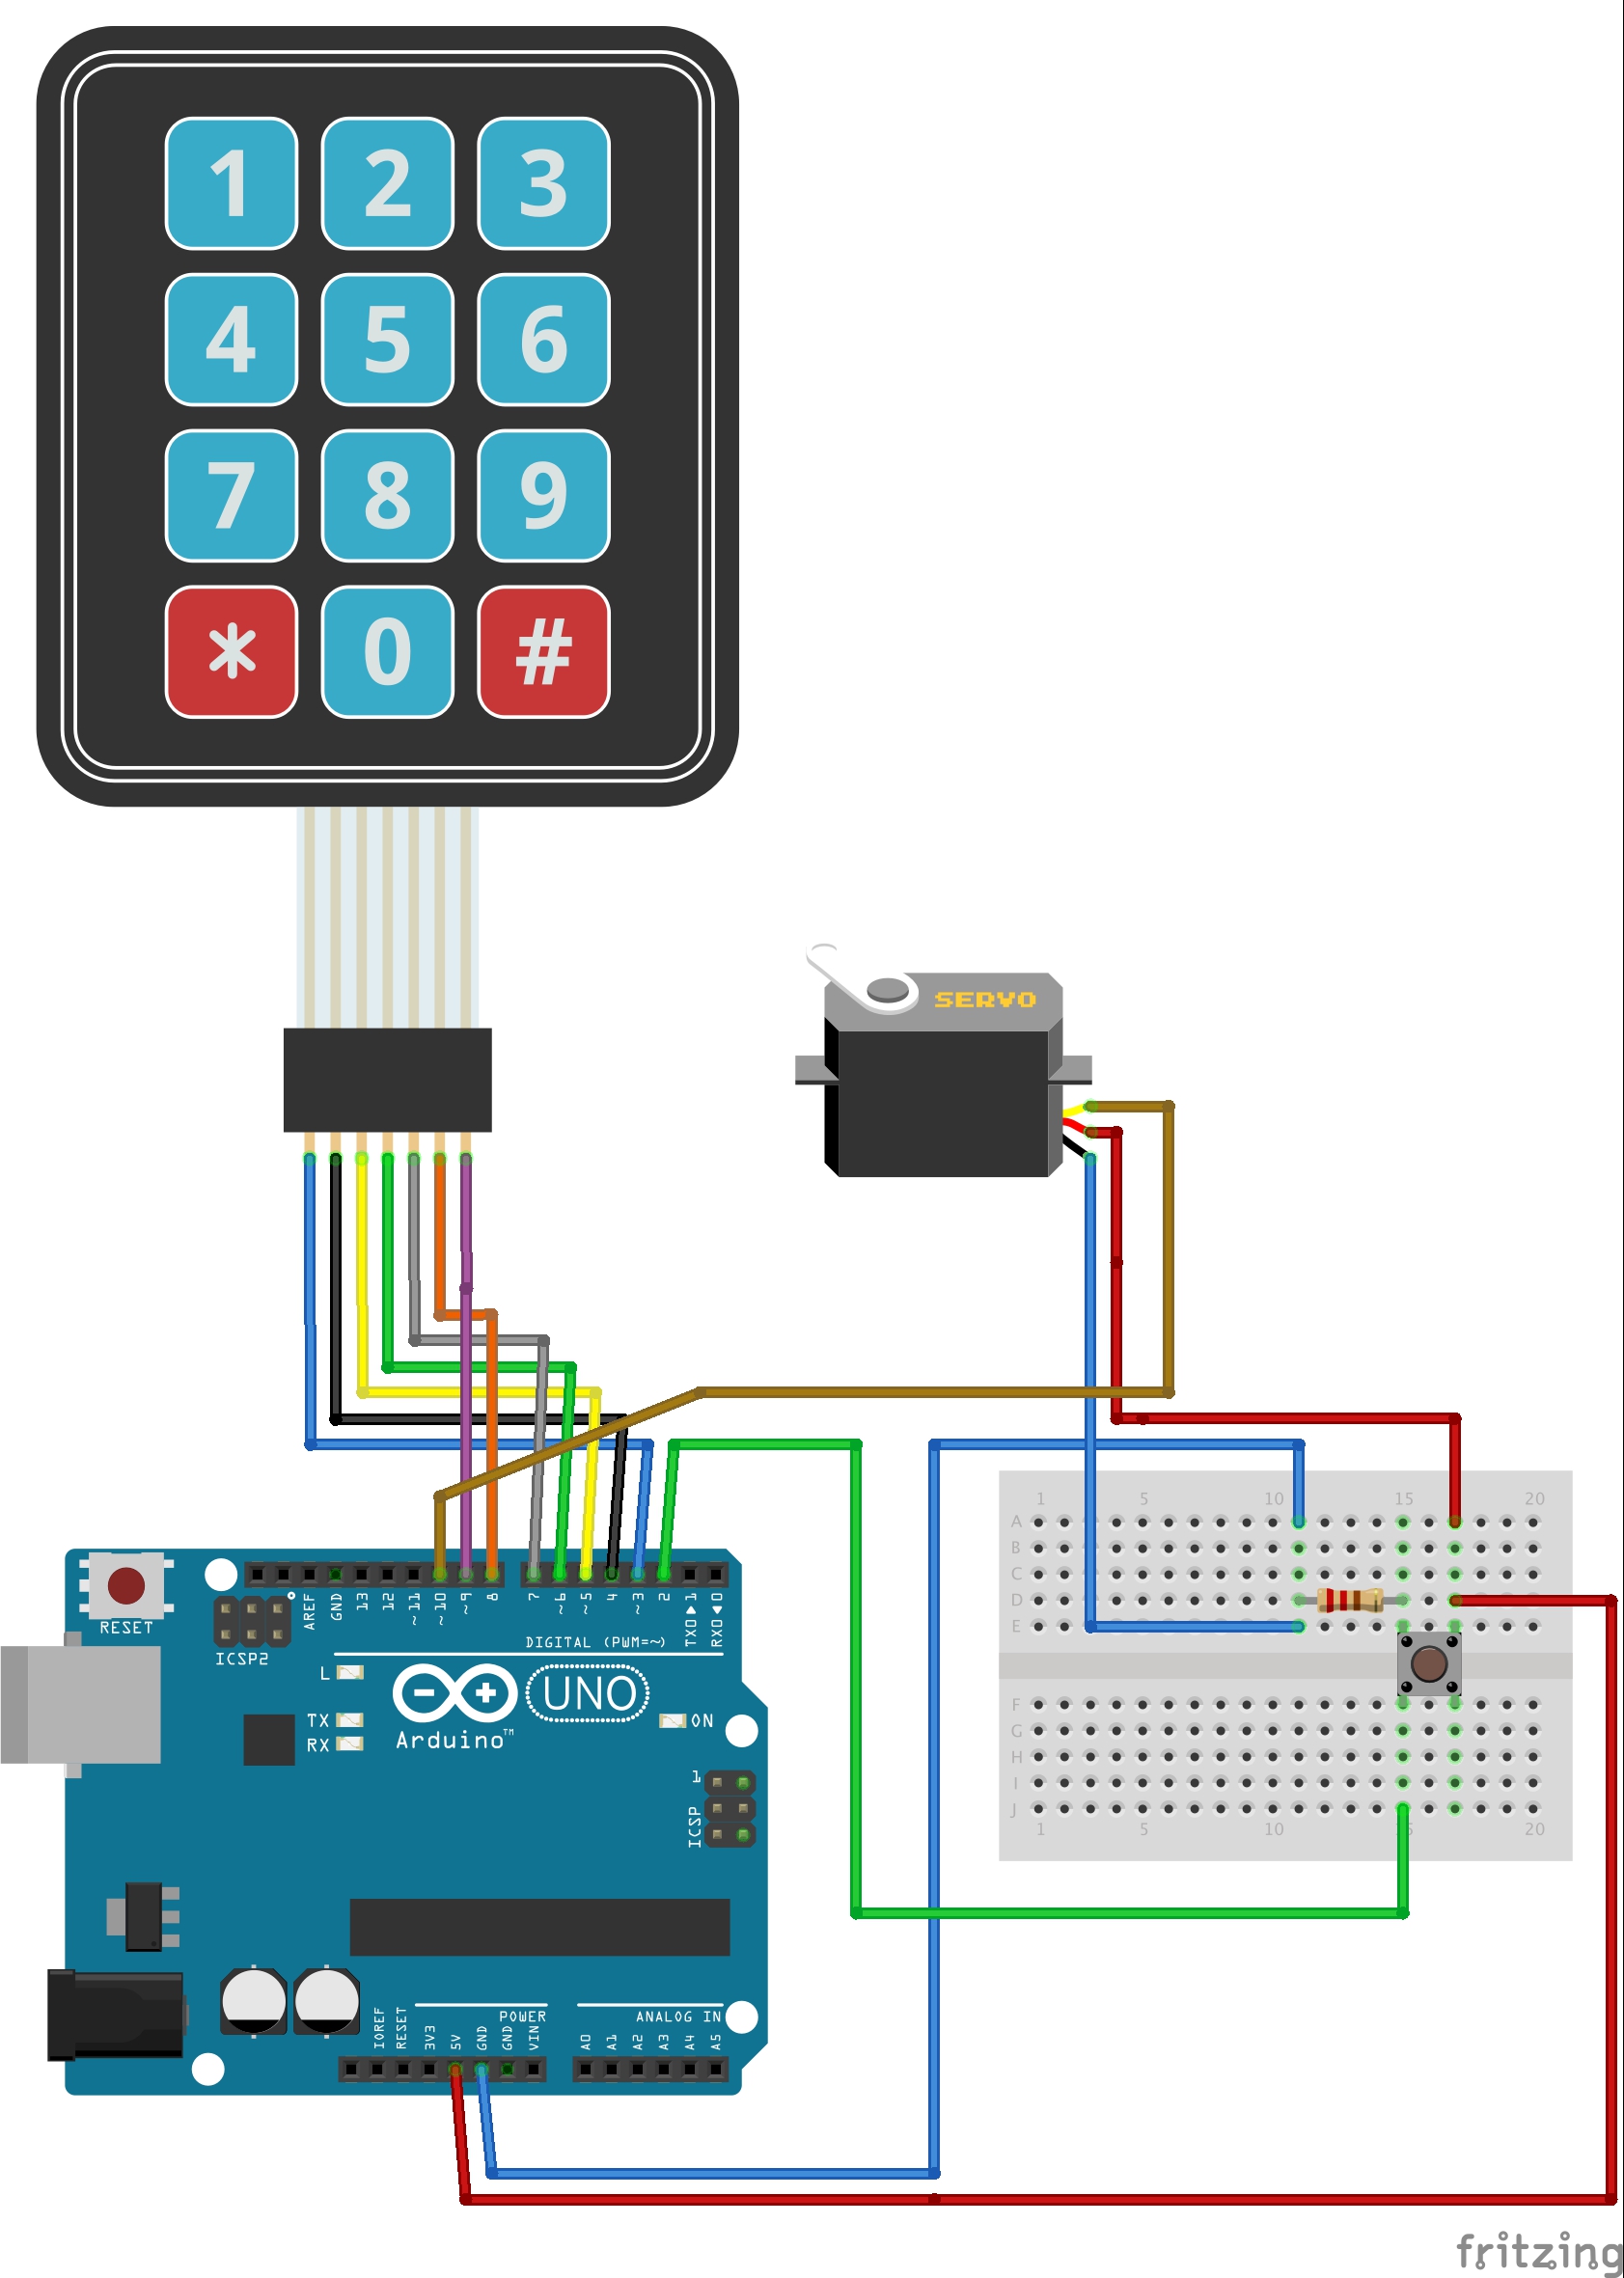 1 2 3
4 5 6
7 8 9
* 0 #
SERVO
1 5 10 15 20
A
B
C
D
E
F
G
H
I
J
1 5 10 20
RESET
ICSP2
AREF
GND
13
12
~11
~10
~9
8
7
~6
~5
4
~3
2
TX0▶1
RX0◀0
DIGITAL (PWM=~)
L
TX
RX
UNO
Arduino™
ON
1
ICSP
POWER
ANALOG IN
IOREF
RESET
3V3
5V
GND
GND
VIN
A0
A1
A2
A3
A4
A5
fritzing